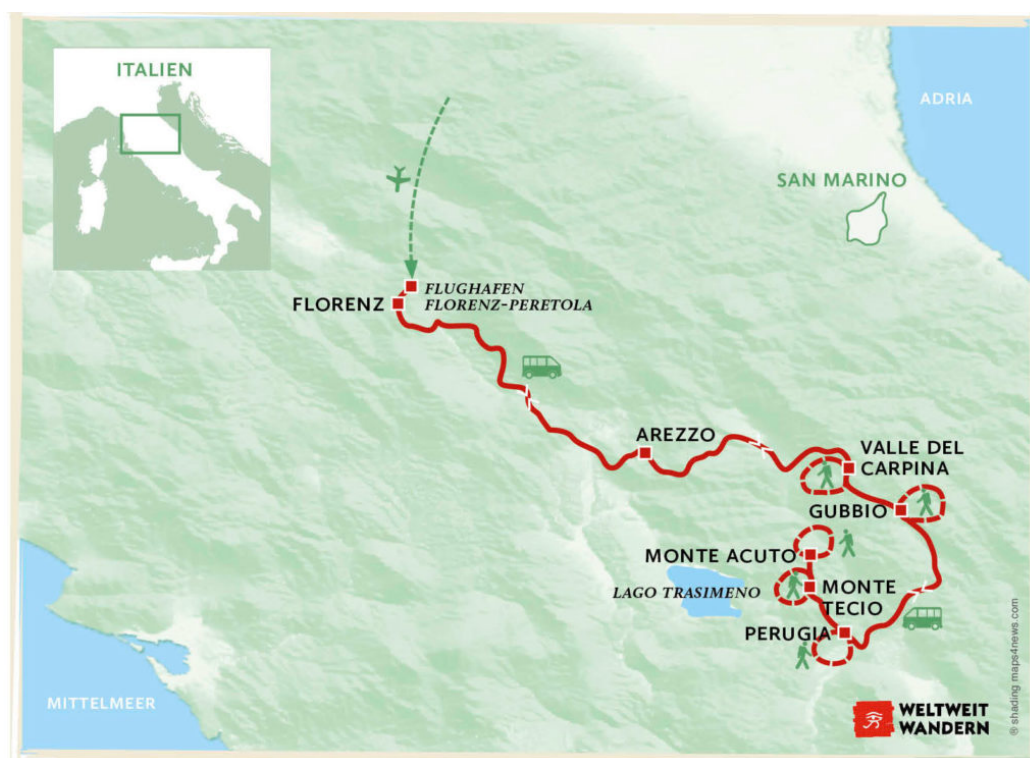 ITALIEN
ADRIA
SAN MARINO
FLUGHAFEN
FLORENZ-PERETOLA
FLORENZ
AREZZO
VALLE DEL
CARPINA
GUBBIO
MONTE ACUTO
LAGO TRASIMENO
MONTE
TECIO
PERUGIA
MITTELMEER
WELTWEIT
WANDERN
® shading maps4news.com